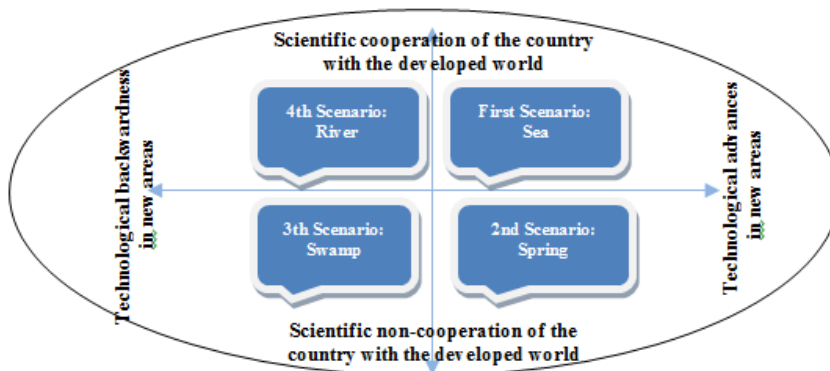 Scientific cooperation of the country
with the developed world
Technological backwardness
in new areas
4th Scenario:
River
First Scenario:
Sea
Technological advances
in new areas
3th Scenario:
Swamp
2nd Scenario:
Spring
Scientific non-cooperation of the
country with the developed world